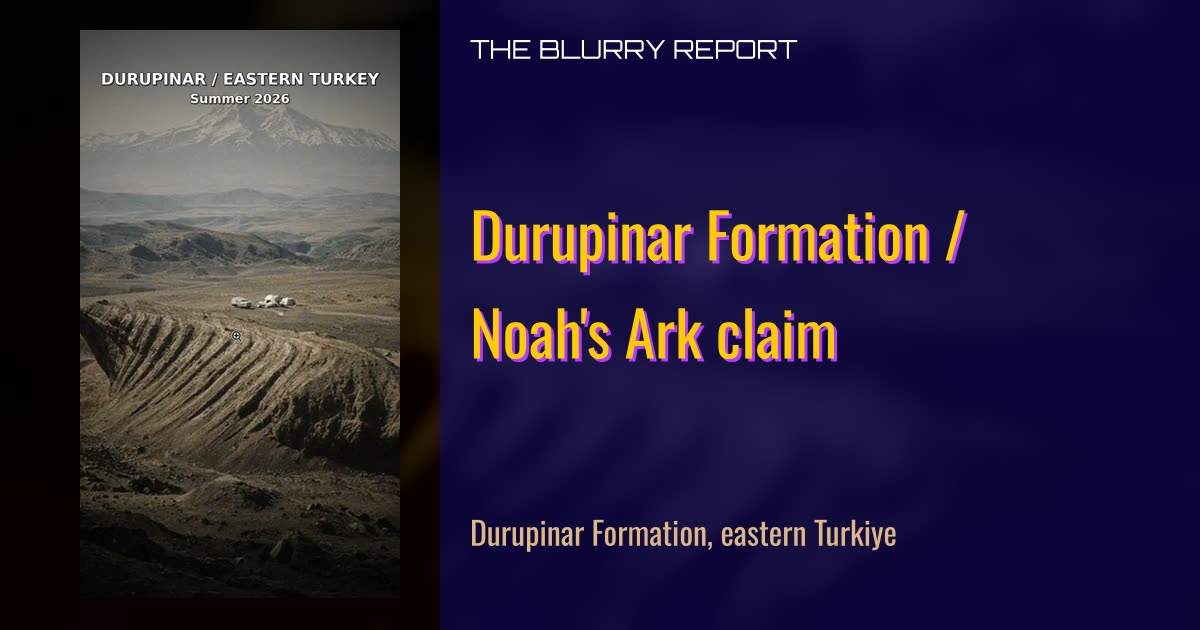 DURUPINAR / EASTERN TURKEY
Summer 2026
THE BLURRY REPORT
Durupinar Formation /
Noah's Ark claim
Durupinar Formation, eastern Turkiye